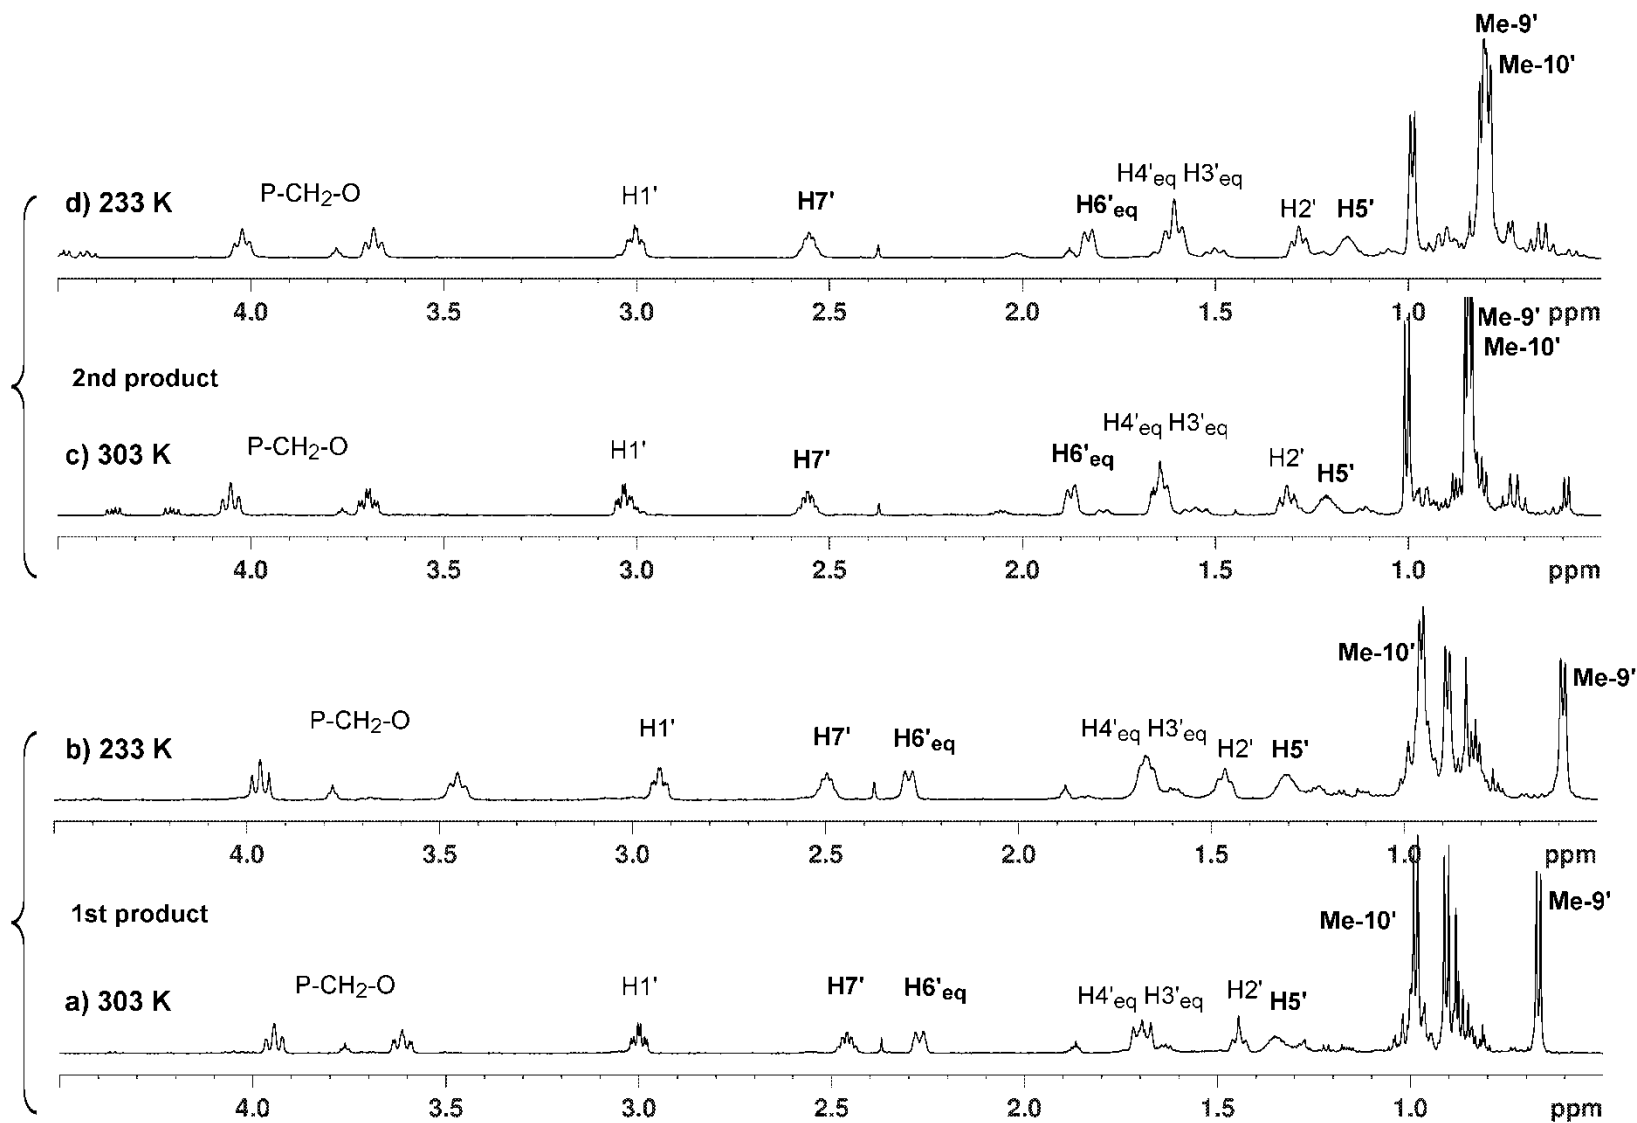 Me-9'
Me-10'
d) 233 K
P-CH2-O
H1'
H7'
H6'eq
H4'eq H3'eq
H2'
H5'
4.0 3.5 3.0 2.5 2.0 1.5 1.0 ppm
Me-9'
Me-10'
2nd product
c) 303 K
P-CH2-O
H1'
H7'
H6'eq
H4'eq H3'eq
H2'
H5'
4.0 3.5 3.0 2.5 2.0 1.5 1.0 ppm
Me-10'
Me-9'
b) 233 K
P-CH2-O
H1'
H7'
H6'eq
H4'eq H3'eq
H2'
H5'
4.0 3.5 3.0 2.5 2.0 1.5 1.0 ppm
1st product
Me-10'
Me-9'
a) 303 K
P-CH2-O
H1'
H7'
H6'eq
H4'eq H3'eq
H2'
H5'
4.0 3.5 3.0 2.5 2.0 1.5 1.0 ppm